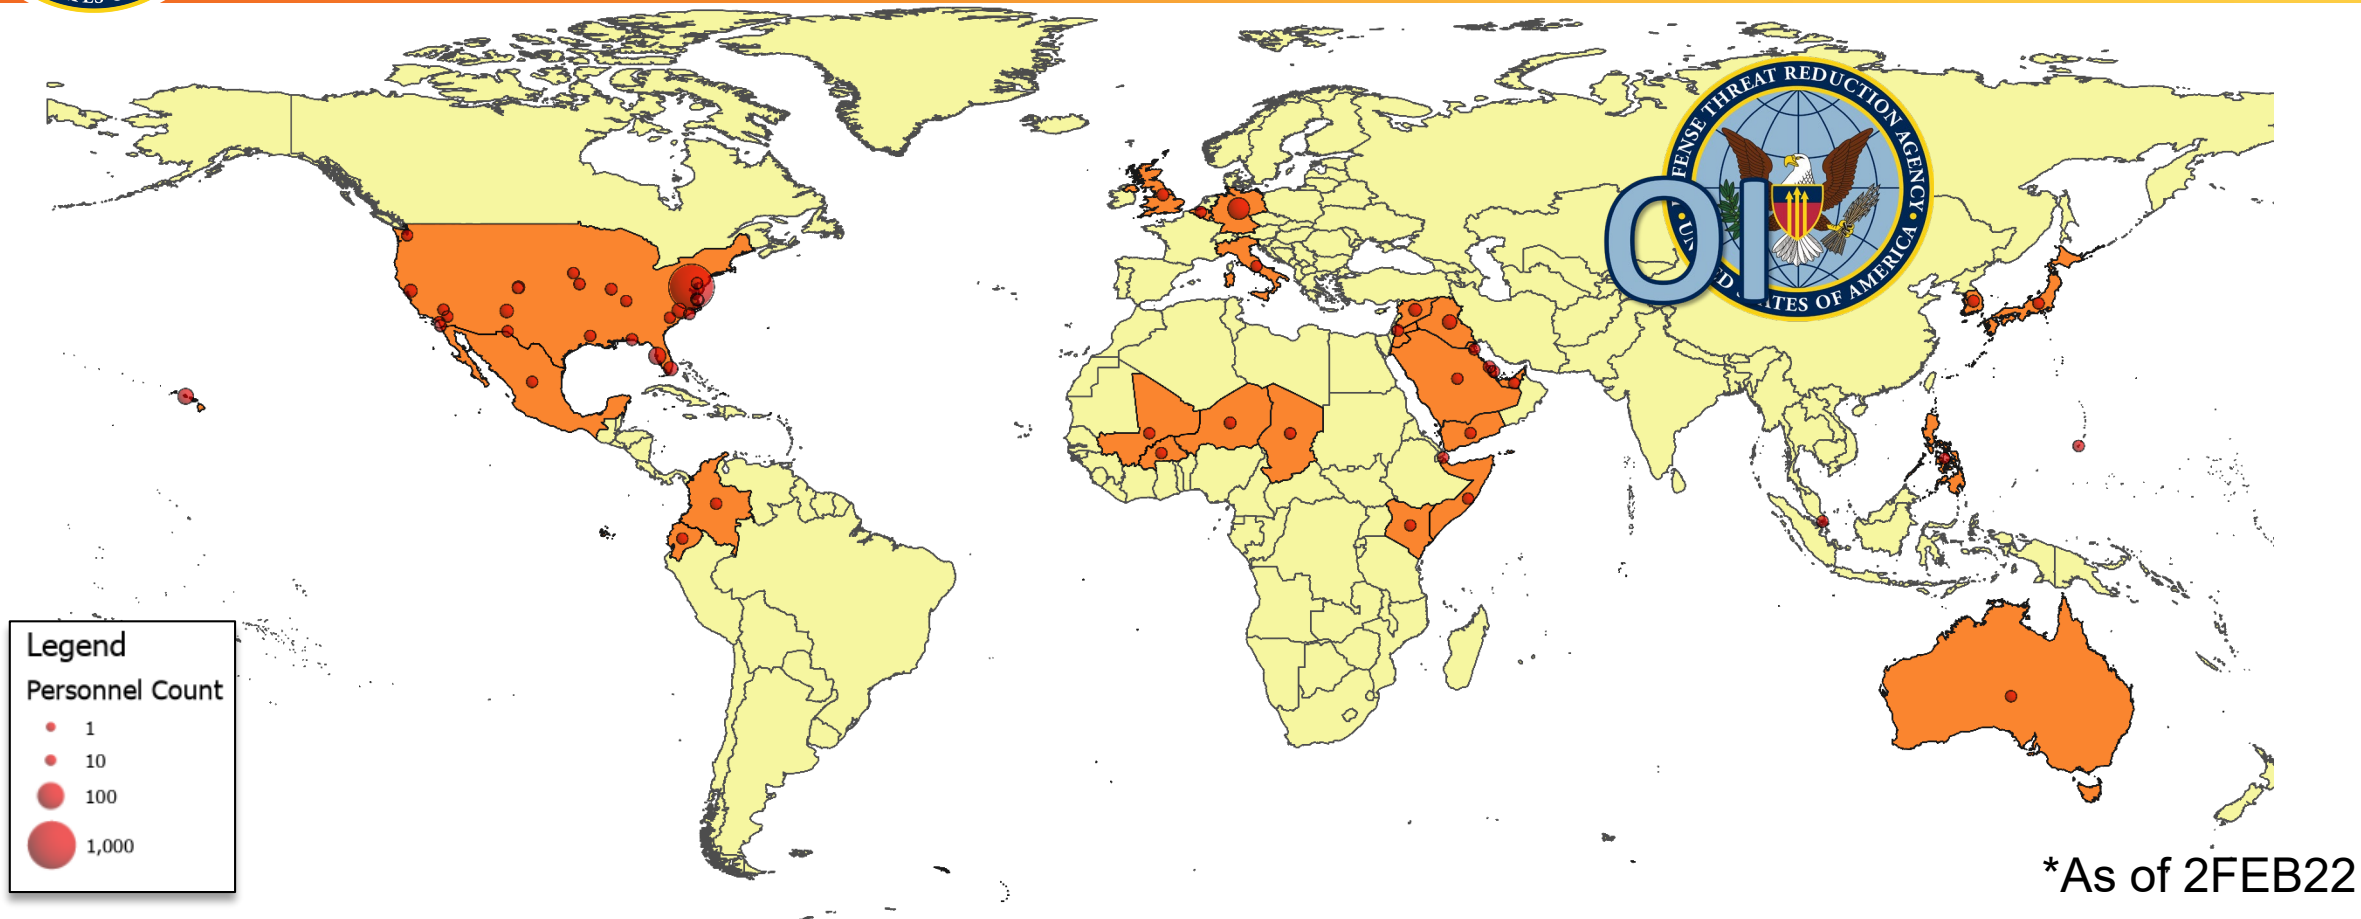 DEFENSE THREAT REDUCTION AGENCY
UNITED STATES OF AMERICA
OI
Legend
Personnel Count
1
10
100
1,000
*As of 2FEB22